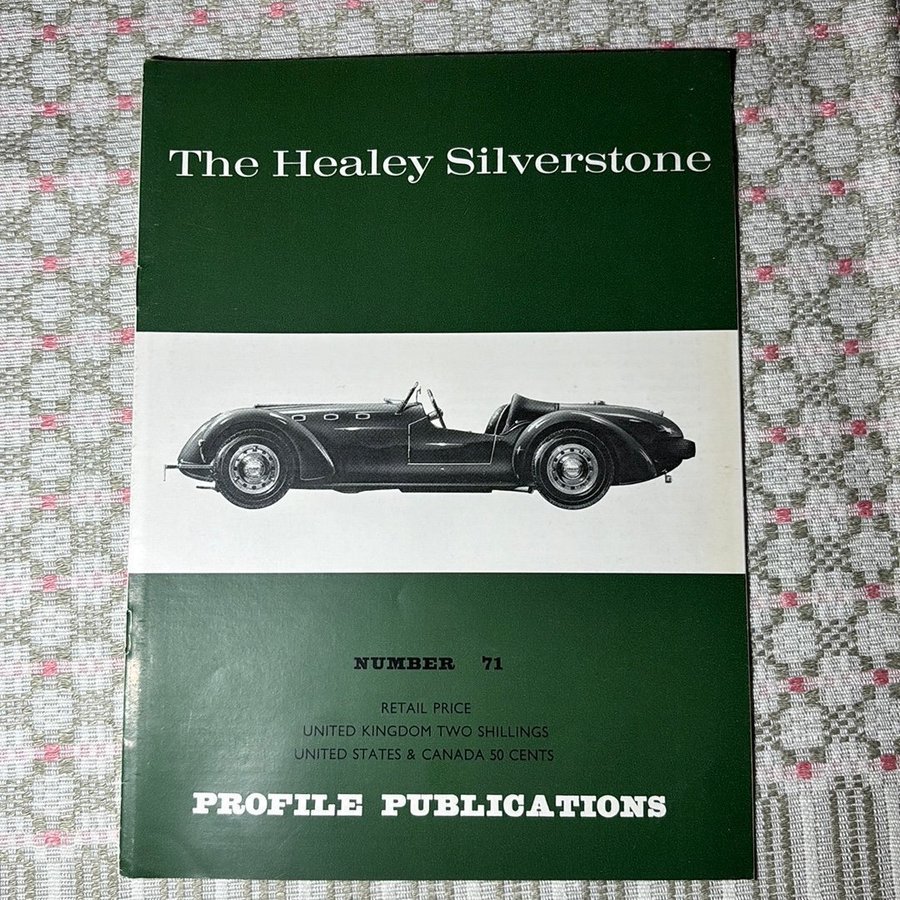 The Healey Silverstone
NUMBER 71
RETAIL PRICE
UNITED KINGDOM TWO SHILLINGS
UNITED STATES & CANADA 50 CENTS
PROFILE PUBLICATIONS